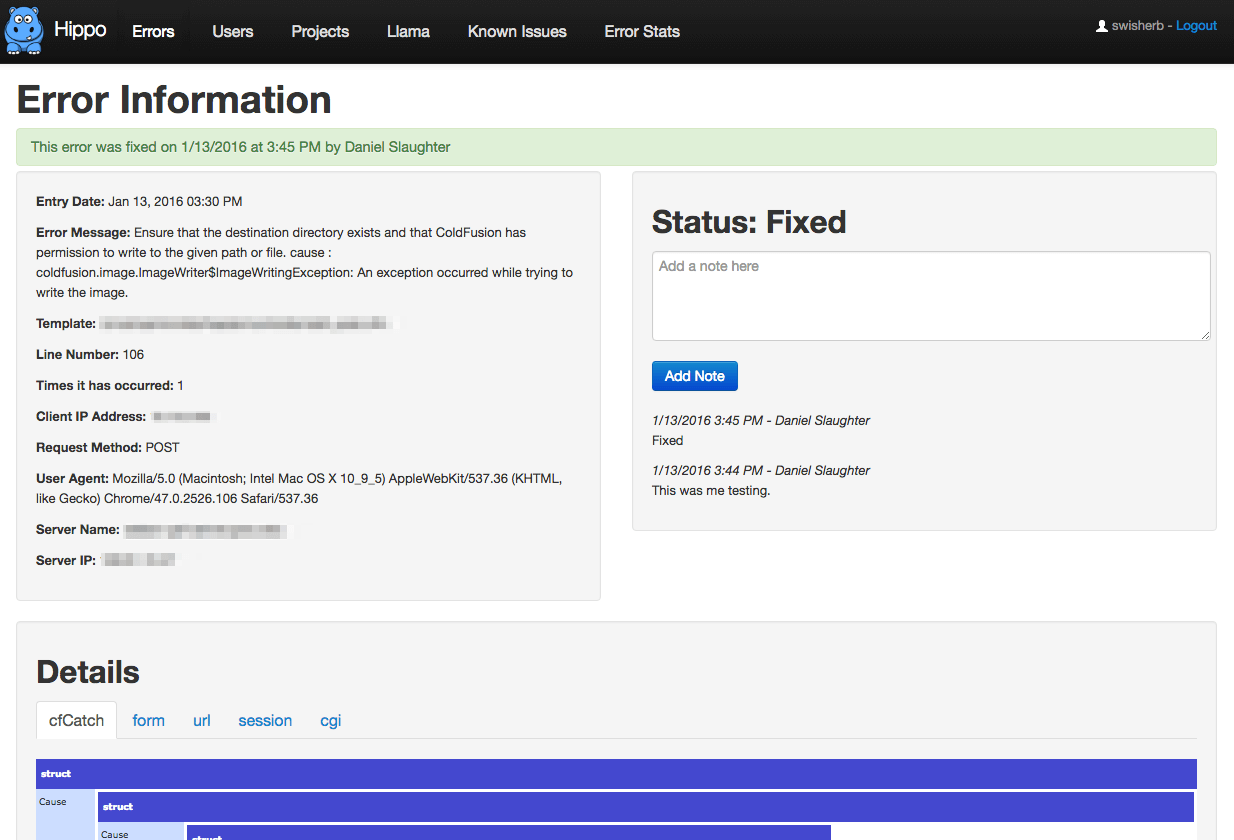 Hippo Errors Users Projects Llama Known Issues Error Stats swisherb - Logout
Error Information
This error was fixed on 1/13/2016 at 3:45 PM by Daniel Slaughter
Entry Date: Jan 13, 2016 03:30 PM
Error Message: Ensure that the destination directory exists and that ColdFusion has
permission to write to the given path or file. cause :
coldfusion.image.ImageWriter$ImageWritingException: An exception occurred while trying to
write the image.
Template:
Line Number: 106
Times it has occurred: 1
Client IP Address:
Request Method: POST
User Agent: Mozilla/5.0 (Macintosh; Intel Mac OS X 10_9_5) AppleWebKit/537.36 (KHTML,
like Gecko) Chrome/47.0.2526.106 Safari/537.36
Server Name:
Server IP:
Status: Fixed
Add a note here
Add Note
1/13/2016 3:45 PM - Daniel Slaughter
Fixed
1/13/2016 3:44 PM - Daniel Slaughter
This was me testing.
Details
cfCatch form url session cgi
struct
Cause struct
Cause struct